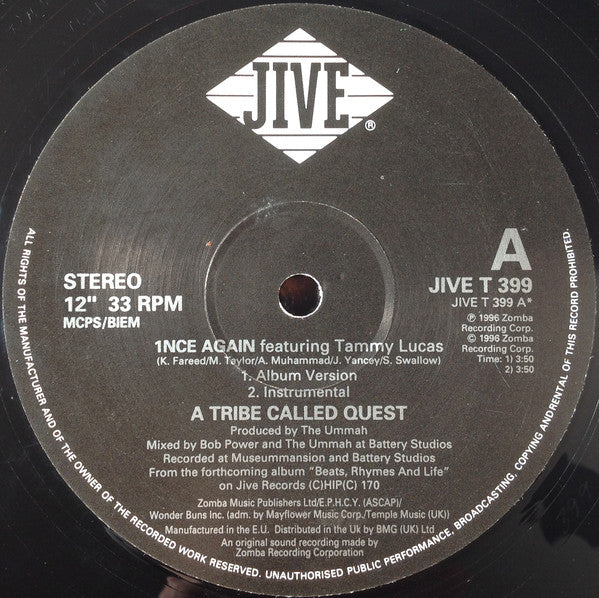 JIVE
®
STEREO
12" 33 RPM
MCPS/BIEM
A
JIVE T 399
JIVE T 399 A*
℗ 1996 Zomba
Recording Corp.
© 1996 Zomba
Recording Corp.
Time: 1) 3:50
2) 3:50
1NCE AGAIN featuring Tammy Lucas
(K. Fareed/M. Taylor/A. Muhammad/J. Yancey/S. Swallow)
1. Album Version
2. Instrumental
A TRIBE CALLED QUEST
Produced by The Ummah
Mixed by Bob Power and The Ummah at Battery Studios
Recorded at Museummansion and Battery Studios
From the forthcoming album "Beats, Rhymes And Life"
on Jive Records (C)HIP(C) 170
Zomba Music Publishers Ltd/E.P.H.C.Y. (ASCAP)/
Wonder Buns Inc. (adm. by Mayflower Music Corp./Temple Music (UK))
Manufactured in the E.U. Distributed in the Uk by BMG (UK) Ltd
An original sound recording made by
Zomba Recording Corporation
ALL RIGHTS OF THE MANUFACTURER AND OF THE OWNER OF THE RECORDED WORK RESERVED. UNAUTHORISED PUBLIC PERFORMANCE, BROADCASTING, COPYING AND RENTAL OF THIS RECORD PROHIBITED.